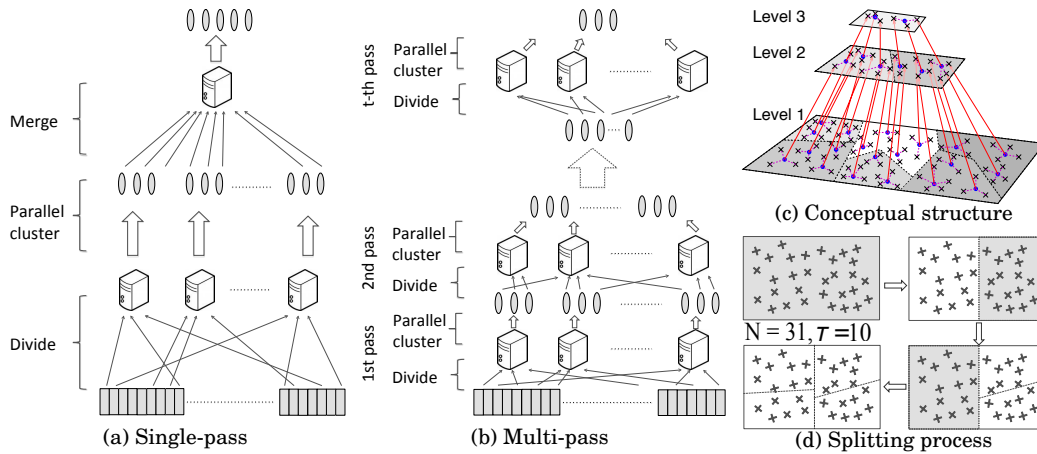 Merge
Parallel
cluster
Divide
(a) Single-pass
t-th pass
Parallel
cluster
Divide
2nd pass
Parallel
cluster
Divide
1st pass
Parallel
cluster
Divide
(b) Multi-pass
Level 3
Level 2
Level 1
(c) Conceptual structure
N = 31, τ =10
(d) Splitting process